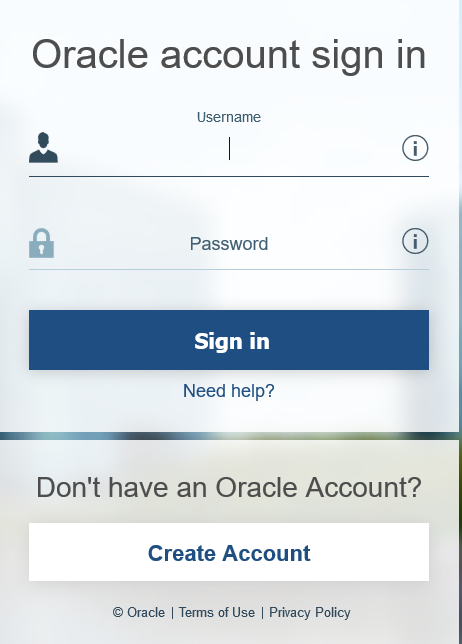 Oracle account sign in
Username
Password
Sign in
Need help?
Don't have an Oracle Account?
Create Account
© Oracle | Terms of Use | Privacy Policy